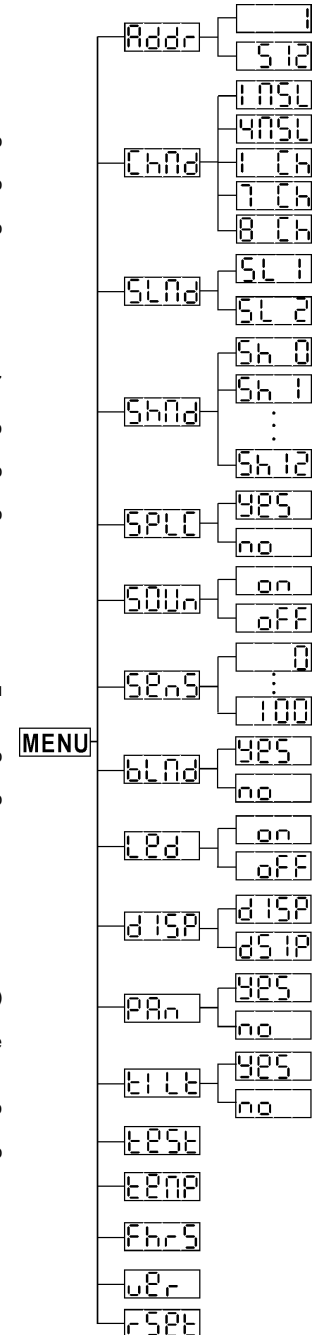 MENU
Addr
1
512
ChMd
1MSL
4MSL
1 Ch
7 Ch
8 Ch
SLMd
SL 1
SL 2
ShMd
Sh 0
Sh 1
⋮
Sh 12
SPLC
YeS
no
SOUn
on
oFF
SenS
0
⋮
100
bLMd
YeS
no
Led
on
oFF
dISP
dISP
dSIP
PAn
YeS
no
tILt
YeS
no
teSt
teMP
FhrS
ver
rSet